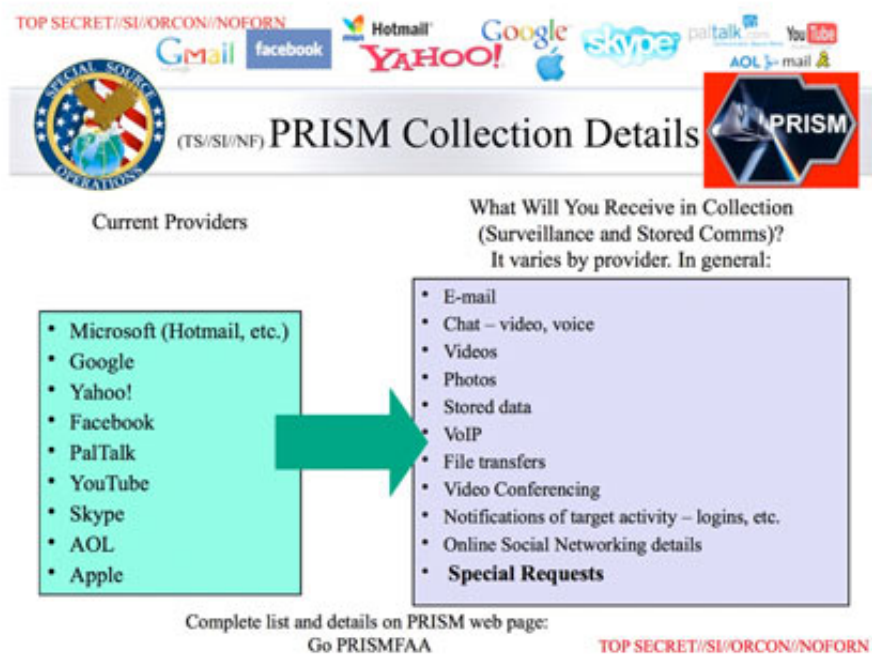 TOP SECRET//SI//ORCON//NOFORN
Gmail
facebook
Hotmail
YAHOO!
Google
skype
paltalk.com
YouTube
AOL mail
SPECIAL SOURCE
OPERATIONS
(TS//SI//NF) PRISM Collection Details
PRISM
Current Providers
What Will You Receive in Collection
(Surveillance and Stored Comms)?
It varies by provider. In general:
• Microsoft (Hotmail, etc.)
• Google
• Yahoo!
• Facebook
• PalTalk
• YouTube
• Skype
• AOL
• Apple
• E-mail
• Chat – video, voice
• Videos
• Photos
• Stored data
• VoIP
• File transfers
• Video Conferencing
• Notifications of target activity – logins, etc.
• Online Social Networking details
• Special Requests
Complete list and details on PRISM web page:
Go PRISMFAA
TOP SECRET//SI//ORCON//NOFORN